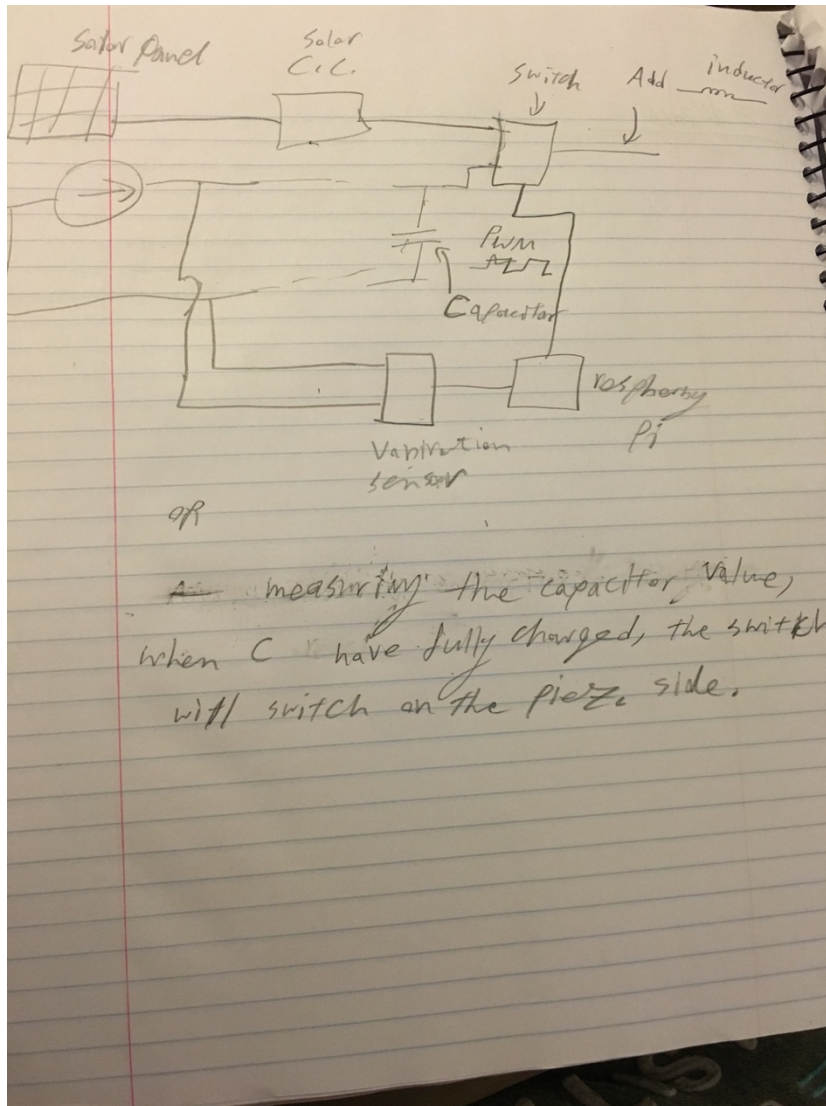 Solar Panel
Solar
C.C.
Switch
Add
inductor
PWM
Capacitor
raspberry
Pi
Vabiration
sensor
OR
measuring the capacitor value,
when C have fully charged, the switch
will switch on the piezo side.